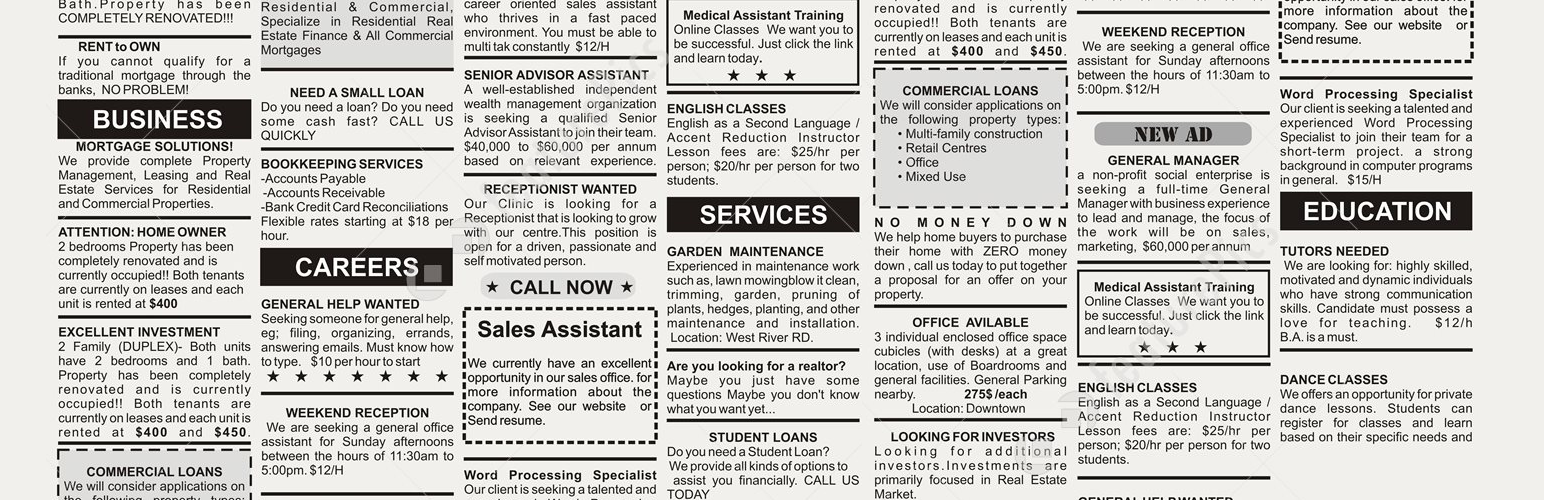 Bath.Property has been
COMPLETELY RENOVATED!!!
RENT to OWN
If you cannot qualify for a
traditional mortgage through the
banks, NO PROBLEM!
BUSINESS
MORTGAGE SOLUTIONS!
We provide complete Property
Management, Leasing and Real
Estate Services for Residential
and Commercial Properties.
ATTENTION: HOME OWNER
2 bedrooms Property has been
completely renovated and is
currently occupied!! Both tenants
are currently on leases and each
unit is rented at $400
EXCELLENT INVESTMENT
2 Family (DUPLEX)- Both units
have 2 bedrooms and 1 bath.
Property has been completely
renovated and is currently
occupied!! Both tenants are
currently on leases and each unit is
rented at $400 and $450.
COMMERCIAL LOANS
We will consider applications on
the following property types:
Residential & Commercial,
Specialize in Residential Real
Estate Finance & All Commercial
Mortgages
NEED A SMALL LOAN
Do you need a loan? Do you need
some cash fast? CALL US
QUICKLY
BOOKKEEPING SERVICES
-Accounts Payable
-Accounts Receivable
-Bank Credit Card Reconciliations
Flexible rates starting at $18 per
hour.
CAREERS
GENERAL HELP WANTED
Seeking someone for general help,
eg; filing, organizing, errands,
answering emails. Must know how
to type. $10 per hour to start
★ ★ ★ ★ ★ ★ ★
WEEKEND RECEPTION
We are seeking a general office
assistant for Sunday afternoons
between the hours of 11:30am to
5:00pm. $12/H
career oriented sales assistant
who thrives in a fast paced
environment. You must be able to
multi tak constantly $12/H
SENIOR ADVISOR ASSISTANT
A well-established independent
wealth management organization
is seeking a qualified Senior
Advisor Assistant to join their team.
$40,000 to $60,000 per annum
based on relevant experience.
RECEPTIONIST WANTED
Our Clinic is looking for a
Receptionist that is looking to grow
with our centre.This position is
open for a driven, passionate and
self motivated person.
★ CALL NOW ★
Sales Assistant
We currently have an excellent
opportunity in our sales office. for
more information about the
company. See our website or
Send resume.
Word Processing Specialist
Our client is seeking a talented and
Medical Assistant Training
Online Classes We want you to
be successful. Just click the link
and learn today.
★ ★ ★
ENGLISH CLASSES
English as a Second Language /
Accent Reduction Instructor
Lesson fees are: $25/hr per
person; $20/hr per person for two
students.
SERVICES
GARDEN MAINTENANCE
Experienced in maintenance work
such as, lawn mowingblow it clean,
trimming, garden, pruning of
plants, hedges, planting, and other
maintenance and installation.
Location: West River RD.
Are you looking for a realtor?
Maybe you just have some
questions Maybe you don't know
what you want yet...
STUDENT LOANS
Do you need a Student Loan?
We provide all kinds of options to
assist you financially. CALL US
TODAY
renovated and is currently
occupied!! Both tenants are
currently on leases and each unit is
rented at $400 and $450.
COMMERCIAL LOANS
We will consider applications on
the following property types:
• Multi-family construction
• Retail Centres
• Office
• Mixed Use
NO MONEY DOWN
We help home buyers to purchase
their home with ZERO money
down , call us today to put together
a proposal for an offer on your
property.
OFFICE AVILABLE
3 individual enclosed office space
cubicles (with desks) at a great
location, use of Boardrooms and
general facilities. General Parking
nearby. 275$ /each
Location: Downtown
LOOKING FOR INVESTORS
Looking for additional
investors.Investments are
primarily focused in Real Estate
Market.
WEEKEND RECEPTION
We are seeking a general office
assistant for Sunday afternoons
between the hours of 11:30am to
5:00pm. $12/H
NEW AD
GENERAL MANAGER
a non-profit social enterprise is
seeking a full-time General
Manager with business experience
to lead and manage, the focus of
the work will be on sales,
marketing, $60,000 per annum
Medical Assistant Training
Online Classes We want you to
be successful. Just click the link
and learn today.
★ ★ ★
ENGLISH CLASSES
English as a Second Language /
Accent Reduction Instructor
Lesson fees are: $25/hr per
person; $20/hr per person for two
students.
GENERAL HELP WANTED
more information about the
company. See our website or
Send resume.
Word Processing Specialist
Our client is seeking a talented and
experienced Word Processing
Specialist to join their team for a
short-term project. a strong
background in computer programs
in general. $15/H
EDUCATION
TUTORS NEEDED
We are looking for: highly skilled,
motivated and dynamic individuals
who have strong communication
skills. Candidate must possess a
love for teaching. $12/h
B.A. is a must.
DANCE CLASSES
We offers an opportunity for private
dance lessons. Students can
register for classes and learn
based on their specific needs and